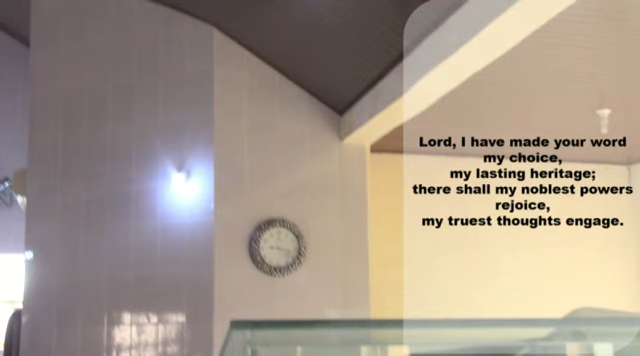 Lord, I have made your word
my choice,
my lasting heritage;
there shall my noblest powers
rejoice,
my truest thoughts engage.